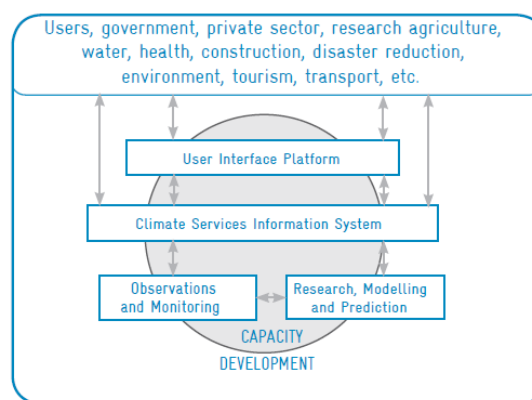 Users, government, private sector, research agriculture,
water, health, construction, disaster reduction,
environment, tourism, transport, etc.
User Interface Platform
Climate Services Information System
Observations
and Monitoring
Research, Modelling
and Prediction
CAPACITY
DEVELOPMENT